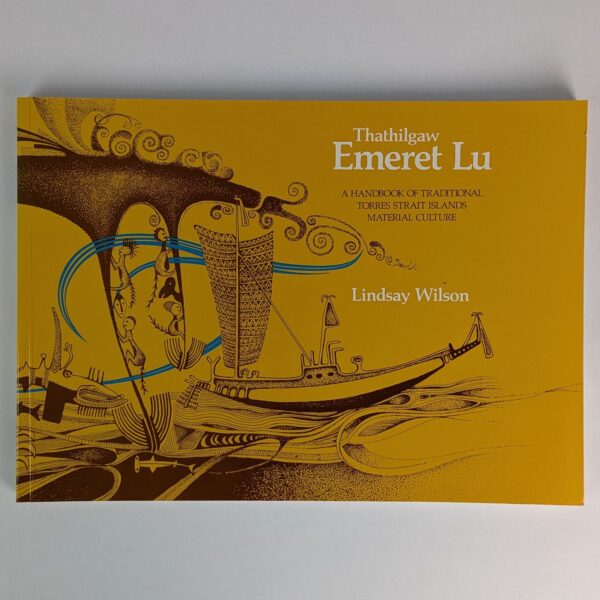 Thathilgaw
Emeret Lu
A HANDBOOK OF TRADITIONAL
TORRES STRAIT ISLANDS
MATERIAL CULTURE
Lindsay Wilson